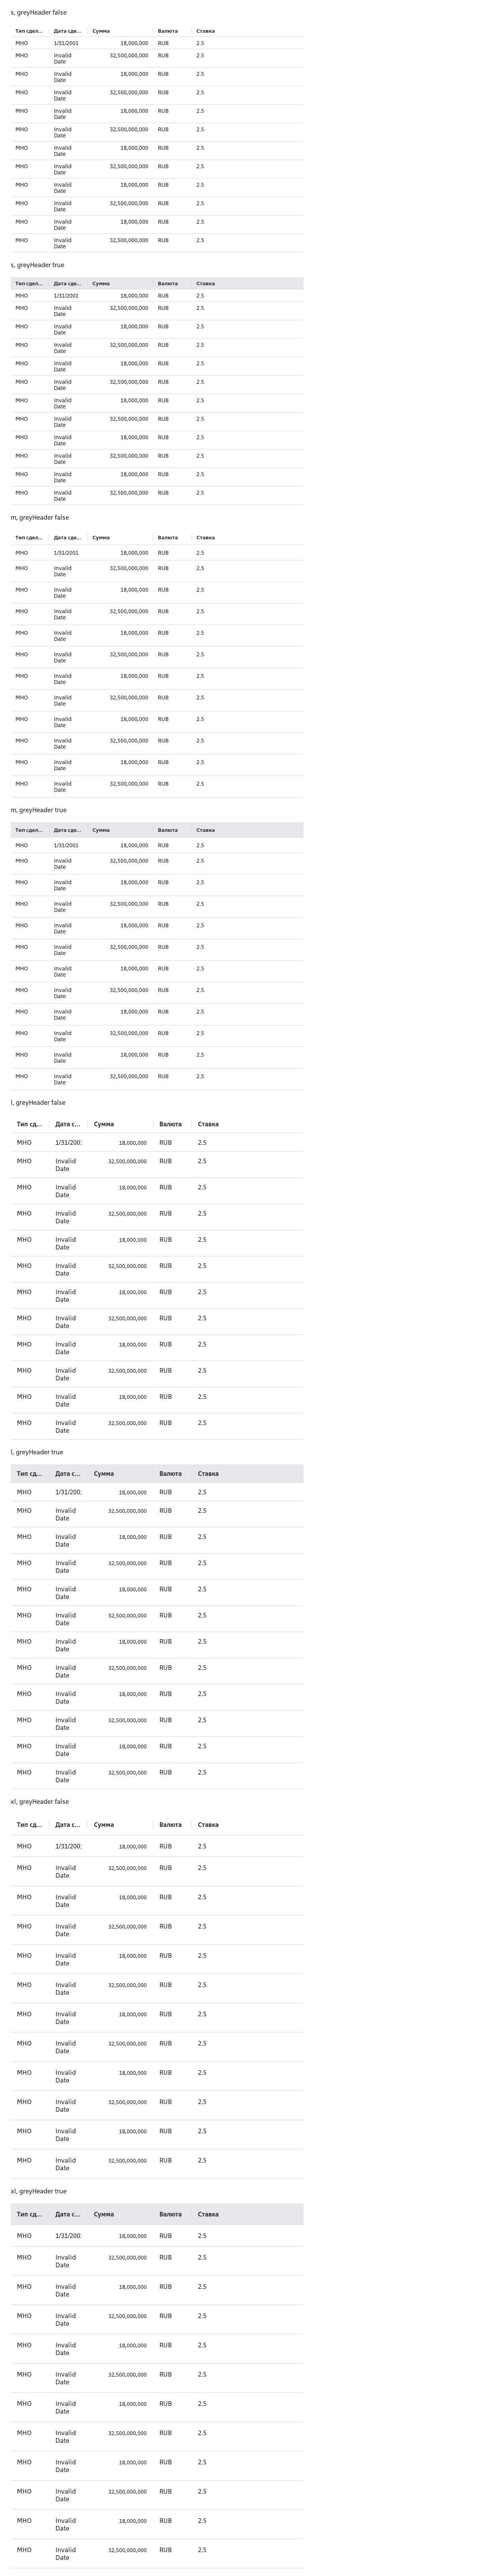 s, greyHeader false
Тип сдел... Дата сде... Сумма Валюта Ставка
МНО 1/31/2001 18,000,000 RUB 2.5
МНО Invalid 32,500,000,000 RUB 2.5
Date
МНО Invalid 18,000,000 RUB 2.5
Date
МНО Invalid 32,500,000,000 RUB 2.5
Date
МНО Invalid 18,000,000 RUB 2.5
Date
МНО Invalid 32,500,000,000 RUB 2.5
Date
МНО Invalid 18,000,000 RUB 2.5
Date
МНО Invalid 32,500,000,000 RUB 2.5
Date
МНО Invalid 18,000,000 RUB 2.5
Date
МНО Invalid 32,500,000,000 RUB 2.5
Date
МНО Invalid 18,000,000 RUB 2.5
Date
МНО Invalid 32,500,000,000 RUB 2.5
Date
s, greyHeader true
Тип сдел... Дата сде... Сумма Валюта Ставка
МНО 1/31/2001 18,000,000 RUB 2.5
МНО Invalid 32,500,000,000 RUB 2.5
Date
МНО Invalid 18,000,000 RUB 2.5
Date
МНО Invalid 32,500,000,000 RUB 2.5
Date
МНО Invalid 18,000,000 RUB 2.5
Date
МНО Invalid 32,500,000,000 RUB 2.5
Date
МНО Invalid 18,000,000 RUB 2.5
Date
МНО Invalid 32,500,000,000 RUB 2.5
Date
МНО Invalid 18,000,000 RUB 2.5
Date
МНО Invalid 32,500,000,000 RUB 2.5
Date
МНО Invalid 18,000,000 RUB 2.5
Date
МНО Invalid 32,500,000,000 RUB 2.5
Date
m, greyHeader false
Тип сдел... Дата сде... Сумма Валюта Ставка
МНО 1/31/2001 18,000,000 RUB 2.5
МНО Invalid 32,500,000,000 RUB 2.5
Date
МНО Invalid 18,000,000 RUB 2.5
Date
МНО Invalid 32,500,000,000 RUB 2.5
Date
МНО Invalid 18,000,000 RUB 2.5
Date
МНО Invalid 32,500,000,000 RUB 2.5
Date
МНО Invalid 18,000,000 RUB 2.5
Date
МНО Invalid 32,500,000,000 RUB 2.5
Date
МНО Invalid 18,000,000 RUB 2.5
Date
МНО Invalid 32,500,000,000 RUB 2.5
Date
МНО Invalid 18,000,000 RUB 2.5
Date
МНО Invalid 32,500,000,000 RUB 2.5
Date
m, greyHeader true
Тип сдел... Дата сде... Сумма Валюта Ставка
МНО 1/31/2001 18,000,000 RUB 2.5
МНО Invalid 32,500,000,000 RUB 2.5
Date
МНО Invalid 18,000,000 RUB 2.5
Date
МНО Invalid 32,500,000,000 RUB 2.5
Date
МНО Invalid 18,000,000 RUB 2.5
Date
МНО Invalid 32,500,000,000 RUB 2.5
Date
МНО Invalid 18,000,000 RUB 2.5
Date
МНО Invalid 32,500,000,000 RUB 2.5
Date
МНО Invalid 18,000,000 RUB 2.5
Date
МНО Invalid 32,500,000,000 RUB 2.5
Date
МНО Invalid 18,000,000 RUB 2.5
Date
МНО Invalid 32,500,000,000 RUB 2.5
Date
l, greyHeader false
Тип сд... Дата с... Сумма Валюта Ставка
МНО 1/31/200 18,000,000 RUB 2.5
МНО Invalid 32,500,000,000 RUB 2.5
Date
МНО Invalid 18,000,000 RUB 2.5
Date
МНО Invalid 32,500,000,000 RUB 2.5
Date
МНО Invalid 18,000,000 RUB 2.5
Date
МНО Invalid 32,500,000,000 RUB 2.5
Date
МНО Invalid 18,000,000 RUB 2.5
Date
МНО Invalid 32,500,000,000 RUB 2.5
Date
МНО Invalid 18,000,000 RUB 2.5
Date
МНО Invalid 32,500,000,000 RUB 2.5
Date
МНО Invalid 18,000,000 RUB 2.5
Date
МНО Invalid 32,500,000,000 RUB 2.5
Date
l, greyHeader true
Тип сд... Дата с... Сумма Валюта Ставка
МНО 1/31/200 18,000,000 RUB 2.5
МНО Invalid 32,500,000,000 RUB 2.5
Date
МНО Invalid 18,000,000 RUB 2.5
Date
МНО Invalid 32,500,000,000 RUB 2.5
Date
МНО Invalid 18,000,000 RUB 2.5
Date
МНО Invalid 32,500,000,000 RUB 2.5
Date
МНО Invalid 18,000,000 RUB 2.5
Date
МНО Invalid 32,500,000,000 RUB 2.5
Date
МНО Invalid 18,000,000 RUB 2.5
Date
МНО Invalid 32,500,000,000 RUB 2.5
Date
МНО Invalid 18,000,000 RUB 2.5
Date
МНО Invalid 32,500,000,000 RUB 2.5
Date
xl, greyHeader false
Тип сд... Дата с... Сумма Валюта Ставка
МНО 1/31/200 18,000,000 RUB 2.5
МНО Invalid 32,500,000,000 RUB 2.5
Date
МНО Invalid 18,000,000 RUB 2.5
Date
МНО Invalid 32,500,000,000 RUB 2.5
Date
МНО Invalid 18,000,000 RUB 2.5
Date
МНО Invalid 32,500,000,000 RUB 2.5
Date
МНО Invalid 18,000,000 RUB 2.5
Date
МНО Invalid 32,500,000,000 RUB 2.5
Date
МНО Invalid 18,000,000 RUB 2.5
Date
МНО Invalid 32,500,000,000 RUB 2.5
Date
МНО Invalid 18,000,000 RUB 2.5
Date
МНО Invalid 32,500,000,000 RUB 2.5
Date
xl, greyHeader true
Тип сд... Дата с... Сумма Валюта Ставка
МНО 1/31/200 18,000,000 RUB 2.5
МНО Invalid 32,500,000,000 RUB 2.5
Date
МНО Invalid 18,000,000 RUB 2.5
Date
МНО Invalid 32,500,000,000 RUB 2.5
Date
МНО Invalid 18,000,000 RUB 2.5
Date
МНО Invalid 32,500,000,000 RUB 2.5
Date
МНО Invalid 18,000,000 RUB 2.5
Date
МНО Invalid 32,500,000,000 RUB 2.5
Date
МНО Invalid 18,000,000 RUB 2.5
Date
МНО Invalid 32,500,000,000 RUB 2.5
Date
МНО Invalid 18,000,000 RUB 2.5
Date
МНО Invalid 32,500,000,000 RUB 2.5
Date